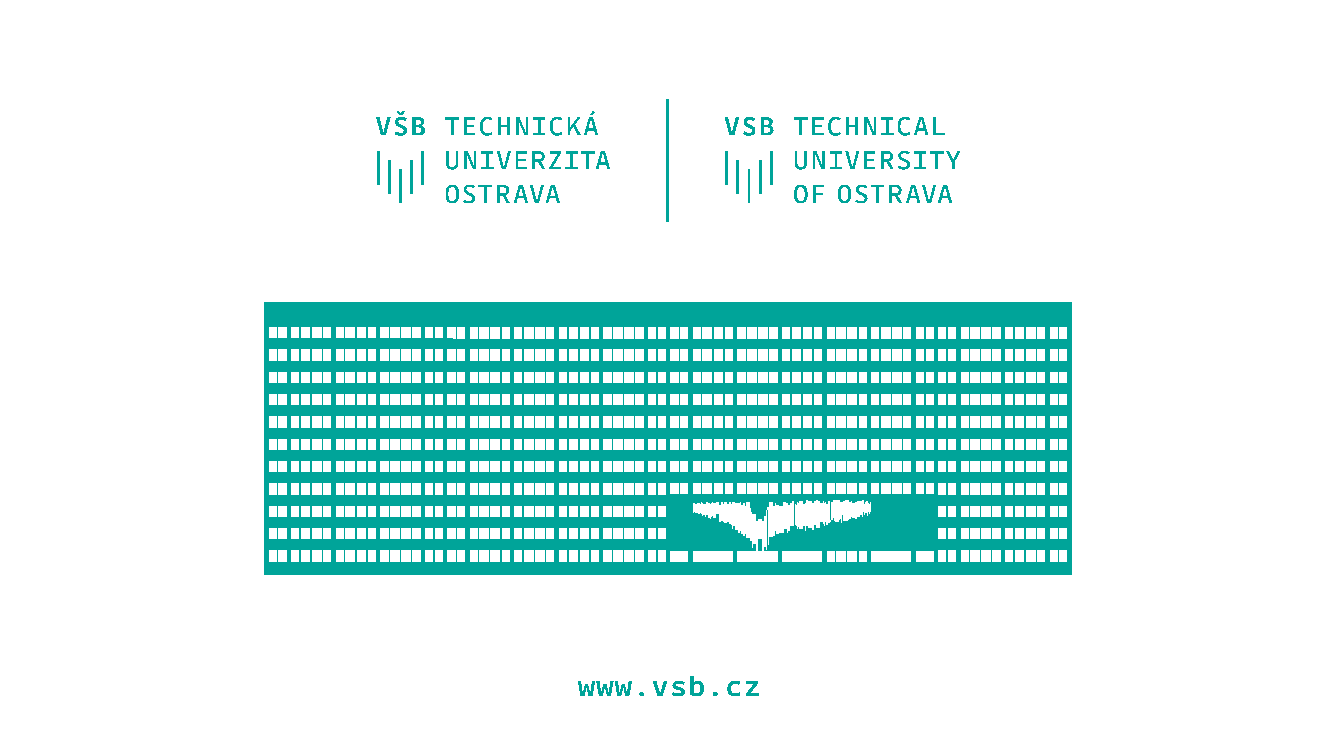 VŠB TECHNICKÁ
UNIVERZITA
OSTRAVA
VSB TECHNICAL
UNIVERSITY
OF OSTRAVA
www.vsb.cz